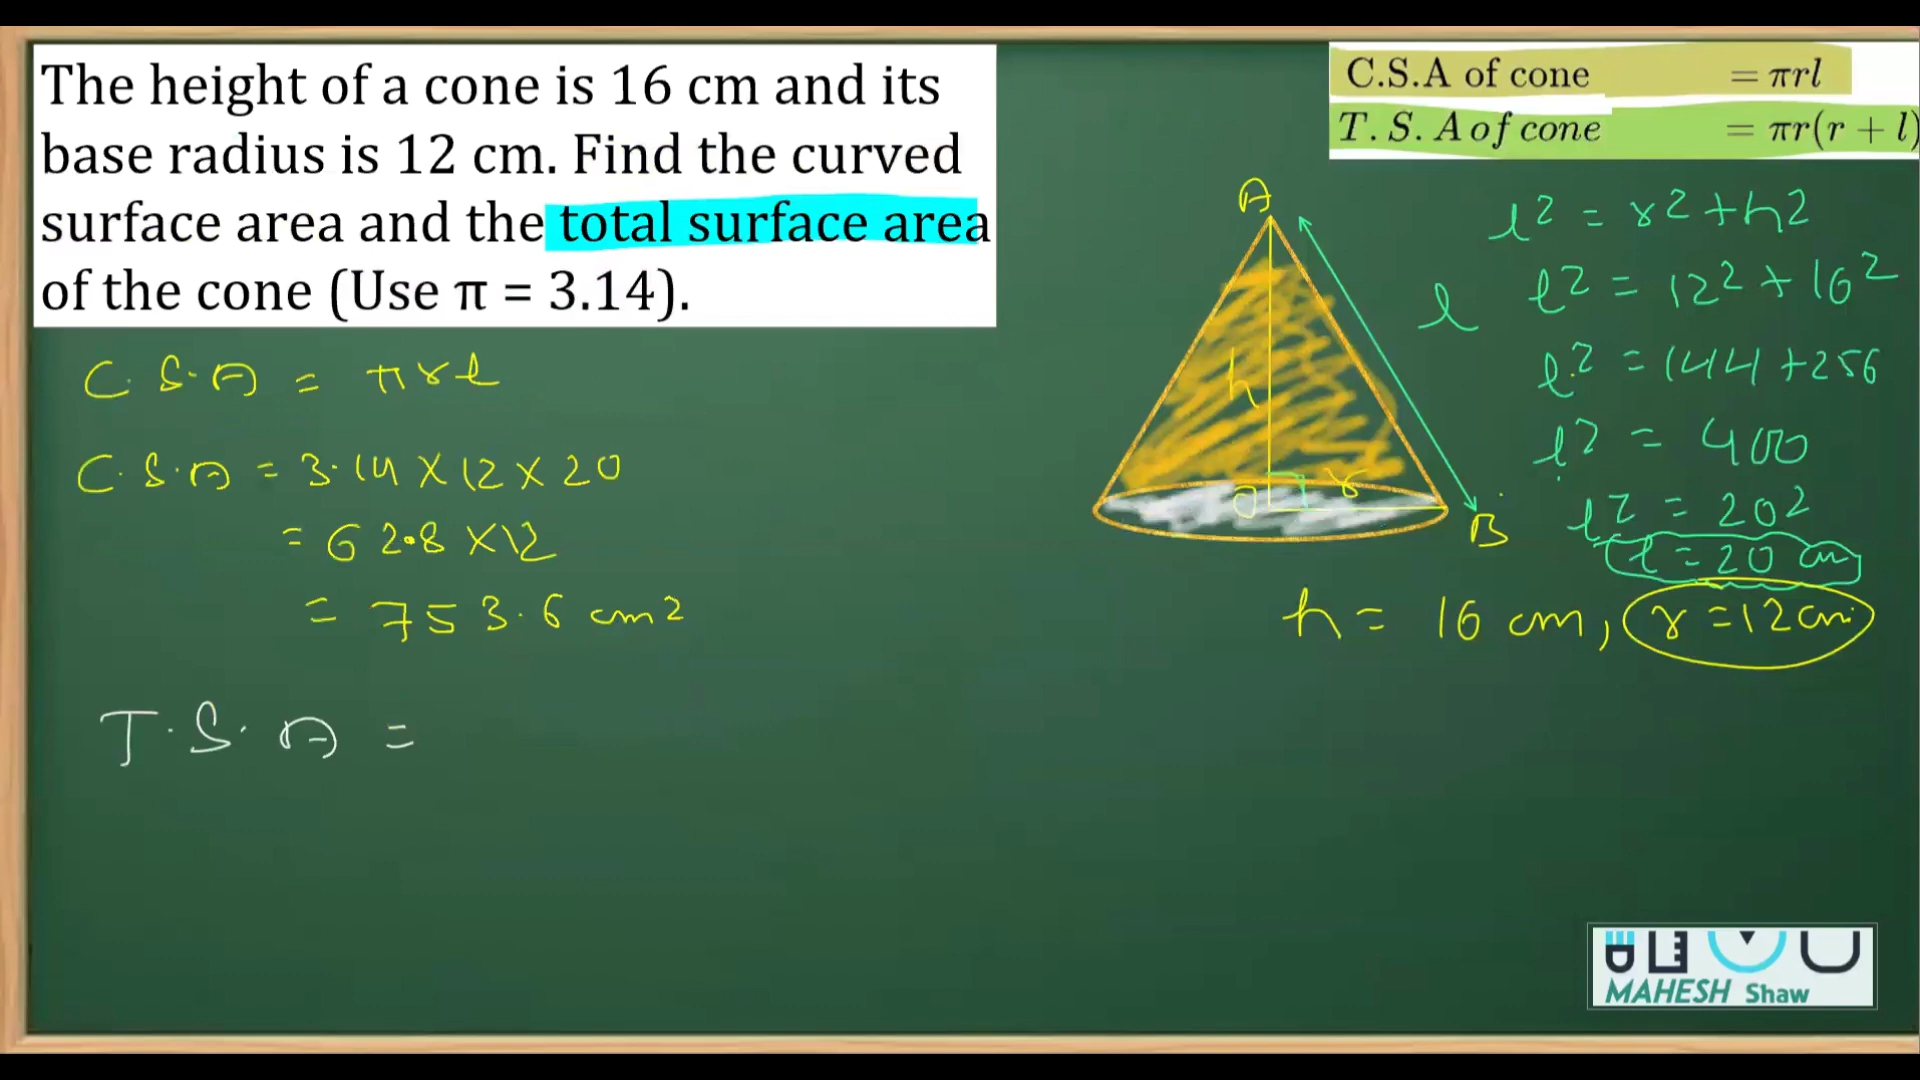 The height of a cone is 16 cm and its
base radius is 12 cm. Find the curved
surface area and the total surface area
of the cone (Use π = 3.14).
C.S.A of cone = πrl
T. S. A of cone = πr(r + l)
C.S.A = πrl
C.S.A = 3.14 × 12 × 20
= 62.8 × 12
= 753.6 cm2
T.S.A =
A
h
l
O
r
B
l2 = r2 + h2
l2 = 122 + 162
l2 = 144 + 256
l2 = 400
l2 = 202
l = 20 cm
h = 16 cm, r = 12 cm
MAHESH Shaw